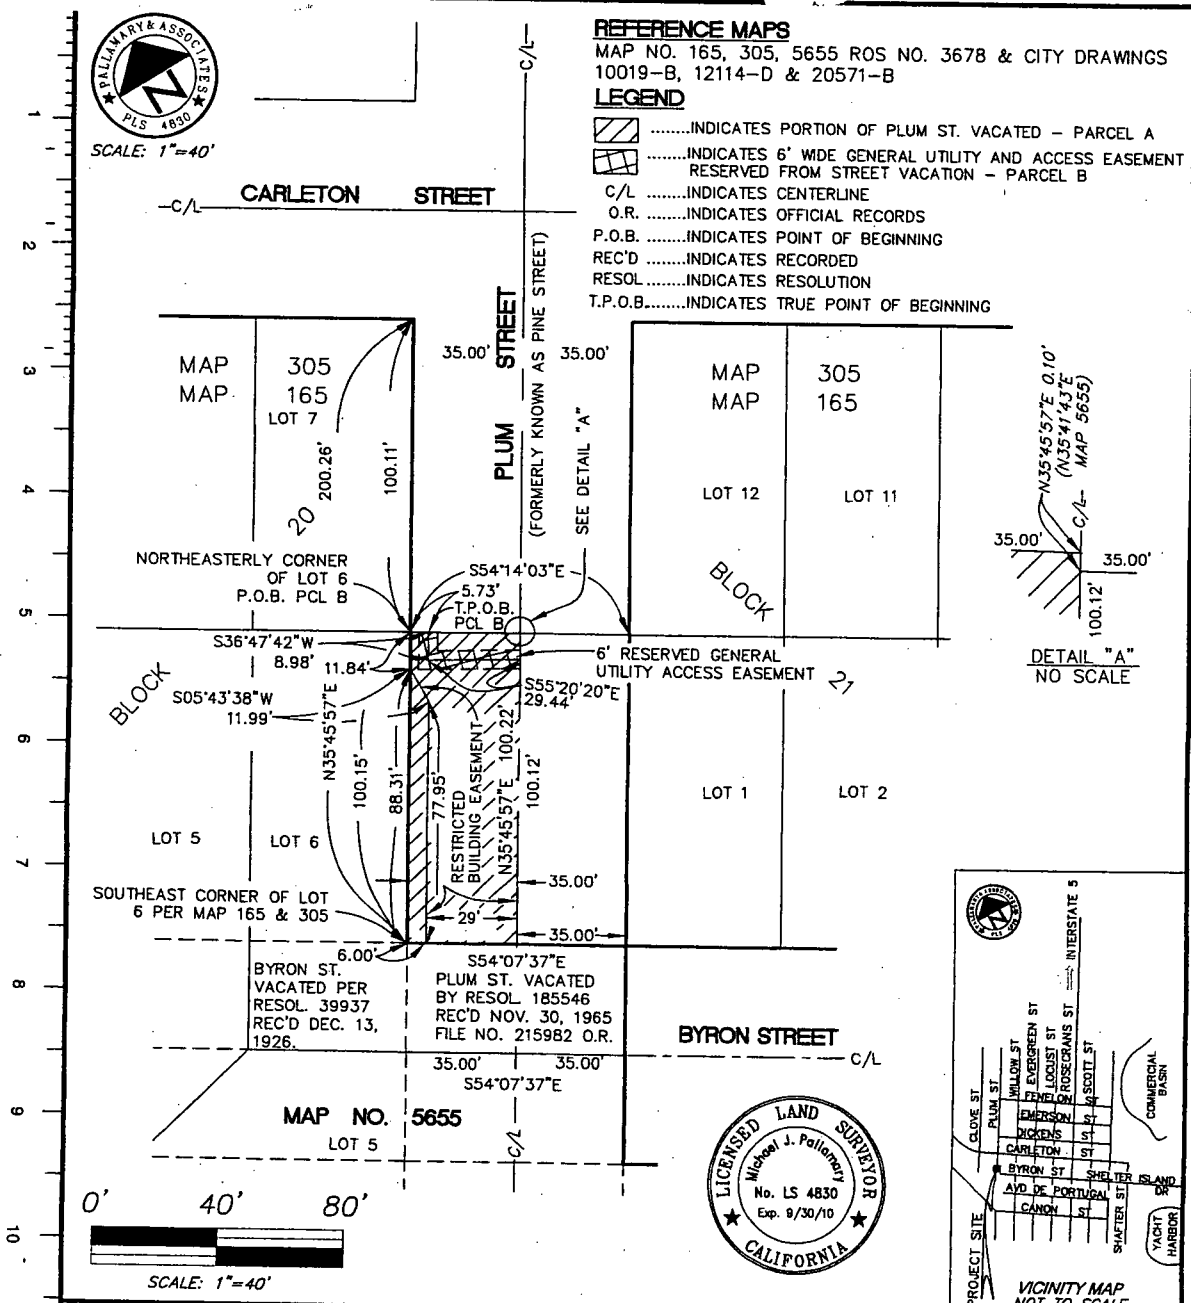 PALLAMARY & ASSOCIATES
PLS 4830
SCALE: 1"=40'
REFERENCE MAPS
MAP NO. 165, 305, 5655 ROS NO. 3678 & CITY DRAWINGS
10019-B, 12114-D & 20571-B
LEGEND
........INDICATES PORTION OF PLUM ST. VACATED - PARCEL A
........INDICATES 6' WIDE GENERAL UTILITY AND ACCESS EASEMENT
RESERVED FROM STREET VACATION - PARCEL B
C/L ........INDICATES CENTERLINE
O.R. ........INDICATES OFFICIAL RECORDS
P.O.B. ........INDICATES POINT OF BEGINNING
REC'D ........INDICATES RECORDED
RESOL ........INDICATES RESOLUTION
T.P.O.B........INDICATES TRUE POINT OF BEGINNING
C/L
CARLETON STREET
C/L
PLUM STREET
(FORMERLY KNOWN AS PINE STREET)
SEE DETAIL "A"
35.00' 35.00'
MAP 305
MAP 165
LOT 7
200.26'
100.11'
20
MAP 305
MAP 165
LOT 12
LOT 11
BLOCK
N35°45'57"E 0.10'
(N35°41'43"E
MAP 5655)
C/L
35.00'
35.00'
100.12'
DETAIL "A"
NO SCALE
NORTHEASTERLY CORNER
OF LOT 6
P.O.B. PCL B
S54°14'03"E
5.73'
T.P.O.B.
PCL B
S36°47'42"W
8.98'
11.84'
6' RESERVED GENERAL
UTILITY ACCESS EASEMENT
21
BLOCK
S05°43'38"W
11.99'
S55°20'20"E
29.44'
N35°45'57"E
100.15'
88.31'
77.95'
RESTRICTED
BUILDING EASEMENT
N35°45'57"E 100.22'
100.12'
LOT 1
LOT 2
LOT 5
LOT 6
SOUTHEAST CORNER OF LOT
6 PER MAP 165 & 305
35.00'
29'
35.00'
6.00'
BYRON ST.
VACATED PER
RESOL. 39937
REC'D DEC. 13,
1926.
S54°07'37"E
PLUM ST. VACATED
BY RESOL. 185546
REC'D NOV. 30, 1965
FILE NO. 215982 O.R.
BYRON STREET
C/L
35.00' 35.00'
S54°07'37"E
MAP NO. 5655
LOT 5
C/L
0' 40' 80'
SCALE: 1"=40'
LICENSED LAND SURVEYOR
Michael J. Pallamary
No. LS 4830
Exp. 9/30/10
CALIFORNIA
INTERSTATE 5
CLOVE ST
PLUM ST
WILLOW ST
EVERGREEN ST
LOCUST ST
ROSECRANS ST
SCOTT ST
FENELON ST
EMERSON ST
DICKENS ST
CARLETON ST
BYRON ST
SHELTER ISLAND
DR
AVD DE PORTUGAL
CANON ST
SHAFTER ST
COMMERCIAL
BASIN
YACHT
HARBOR
PROJECT SITE
VICINITY MAP
NOT TO SCALE
1
2
3
4
5
6
7
8
9
10